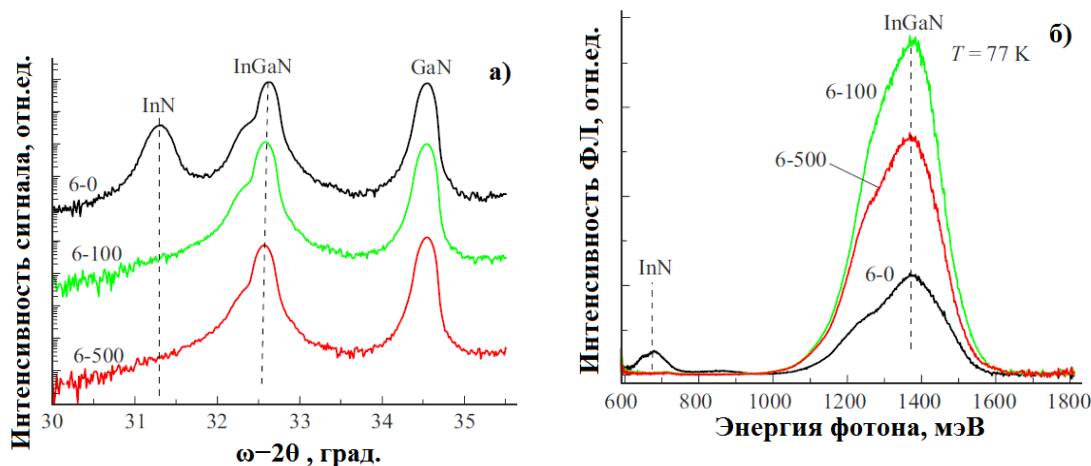 Интенсивность сигнала, отн.ед.
а)
InN
InGaN
GaN
6-0
6-100
6-500
30 31 32 33 34 35
ω−2θ , град.
Интенсивность ФЛ, отн.ед.
б)
InGaN
T = 77 K
6-100
6-500
6-0
InN
600 800 1000 1200 1400 1600 1800
Энергия фотона, мэВ